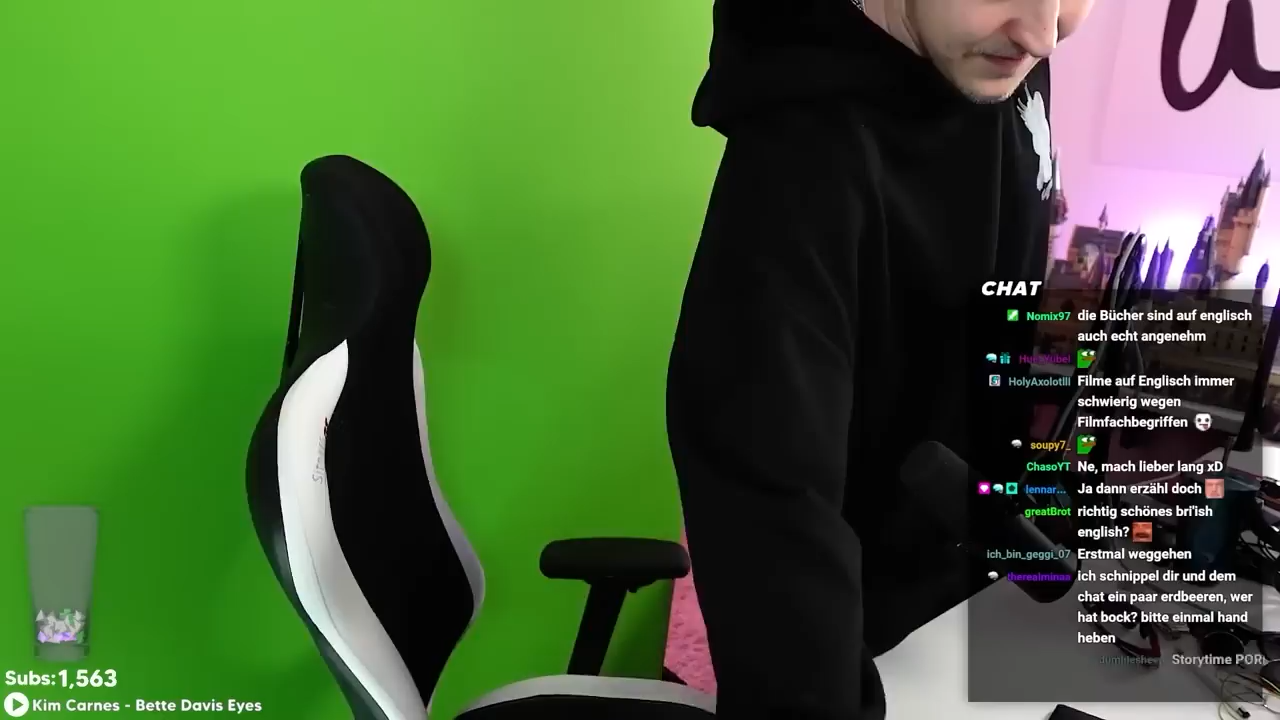 CHAT
Nomix97 die Bücher sind auf englisch
auch echt angenehm
HolyAxolotlll Filme auf Englisch immer
schwierig wegen
Filmfachbegriffen
soupy7_
ChasoYT Ne, mach lieber lang xD
lennar... Ja dann erzähl doch
greatBrot richtig schönes bri'ish
english?
ich_bin_geggi_07 Erstmal weggehen
therealminaa ich schnippel dir und dem
chat ein paar erdbeeren, wer
hat bock? bitte einmal hand
heben
Storytime
Subs:1,563
Kim Carnes - Bette Davis Eyes